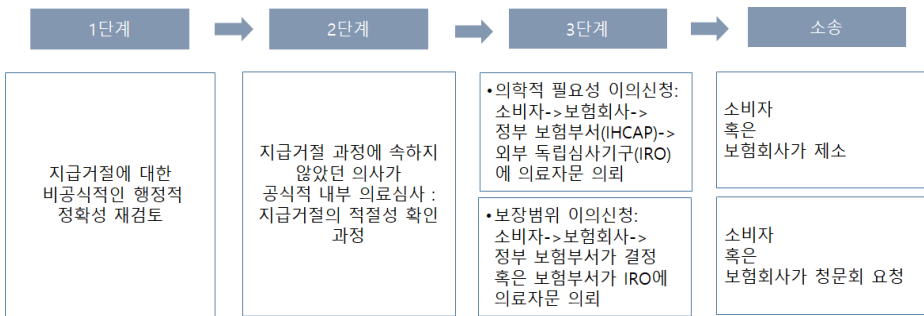 1단계
2단계
3단계
소송
지급거절에 대한
비공식적인 행정적
정확성 재검토
지급거절 과정에 속하지
않았던 의사가
공식적 내부 의료심사 :
지급거절의 적절성 확인
과정
•의학적 필요성 이의신청:
소비자->보험회사->
정부 보험부서(IHCAP)->
외부 독립심사기구(IRO)
에 의료자문 의뢰
•보장범위 이의신청:
소비자->보험회사->
정부 보험부서가 결정
혹은 보험부서가 IRO에
의료자문 의뢰
소비자
혹은
보험회사가 제소
소비자
혹은
보험회사가 청문회 요청